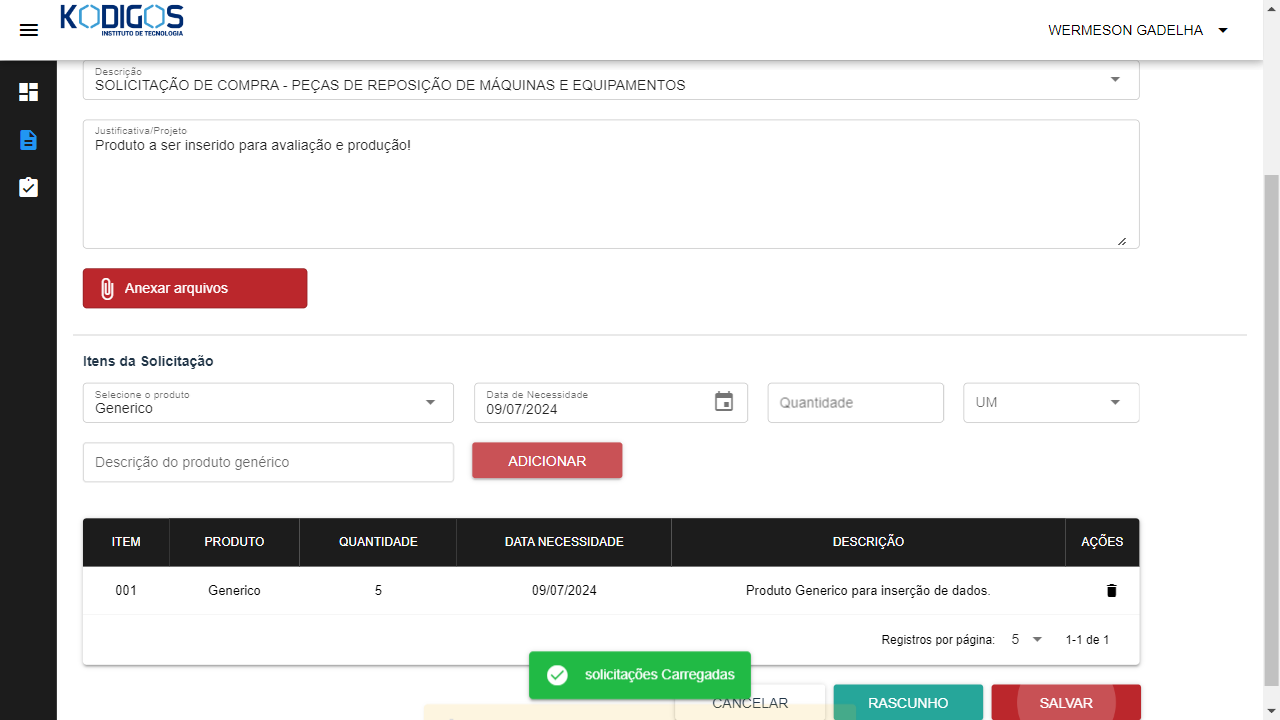 KODIGOS
INSTITUTO DE TECNOLOGIA
WERMESON GADELHA
Descrição
SOLICITAÇÃO DE COMPRA - PEÇAS DE REPOSIÇÃO DE MÁQUINAS E EQUIPAMENTOS
Justificativa/Projeto
Produto a ser inserido para avaliação e produção!
Anexar arquivos
Itens da Solicitação
Selecione o produto
Generico
Data de Necessidade
09/07/2024
Quantidade
UM
Descrição do produto genérico
ADICIONAR
ITEM PRODUTO QUANTIDADE DATA NECESSIDADE DESCRIÇÃO AÇÕES
001 Generico 5 09/07/2024 Produto Generico para inserção de dados.
Registros por página: 5 1-1 de 1
solicitações Carregadas
CANCELAR RASCUNHO SALVAR